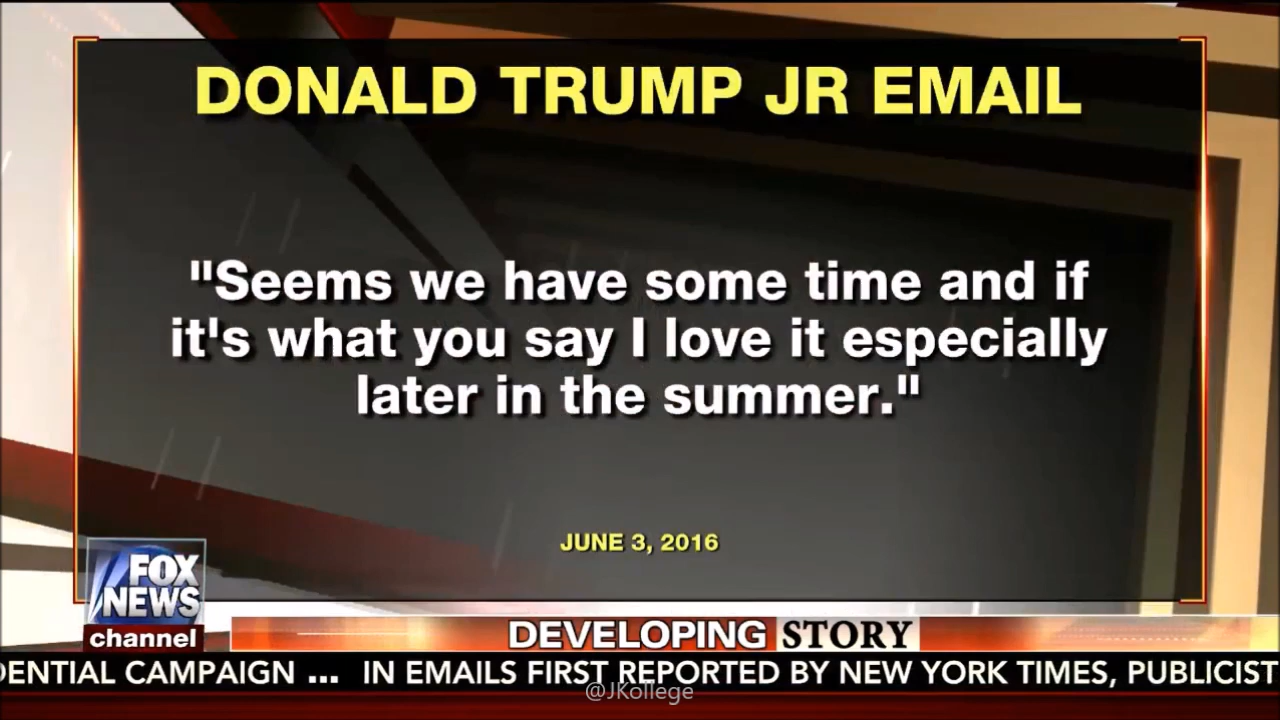 DONALD TRUMP JR EMAIL
"Seems we have some time and if
it's what you say I love it especially
later in the summer."
JUNE 3, 2016
FOX
NEWS
channel
DEVELOPING STORY
DENTIAL CAMPAIGN ... IN EMAILS FIRST REPORTED BY NEW YORK TIMES, PUBLICIST
@JKollege